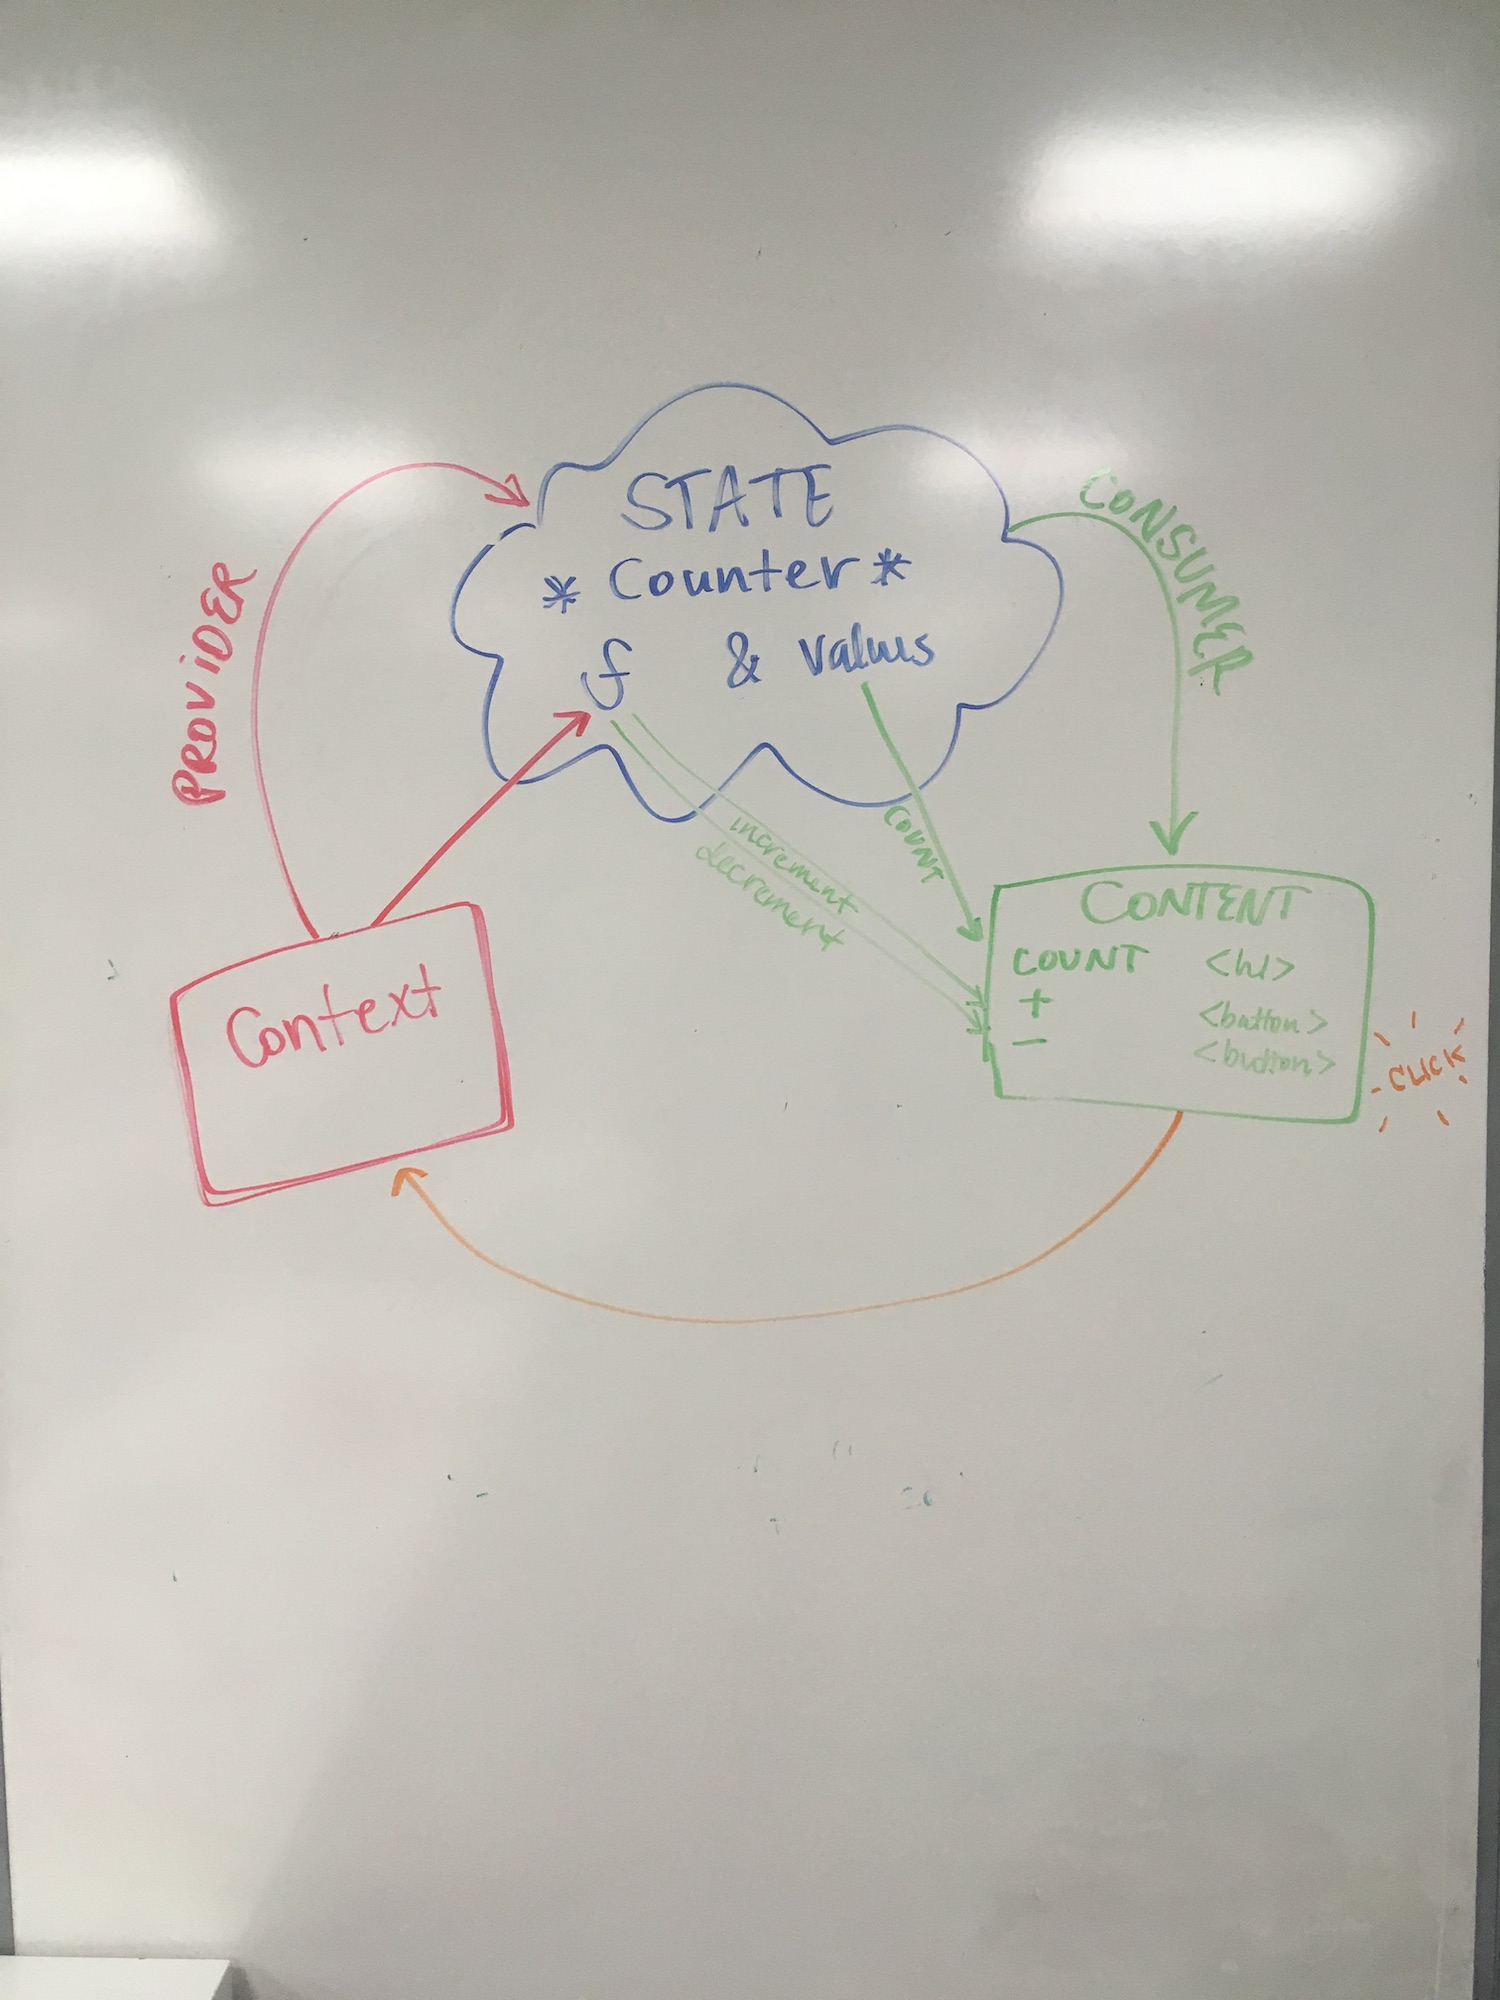 STATE
* Counter *
f & values
PROVIDER
CONSUMER
COUNT
increment
decrement
Context
CONTENT
COUNT <h1>
+ <button>
- <button>
CLICK